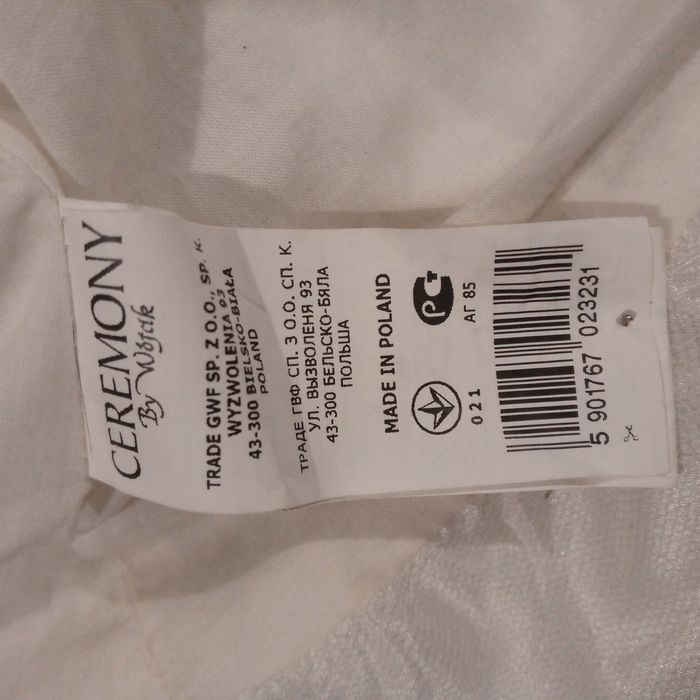 CEREMONY
By Wójcik
TRADE GWF SP. Z O.O., SP. K.
WYZWOLENIA 93
43-300 BIELSKO-BIAŁA
POLAND
ТРАДЕ ГВФ СП. З О.О. СП. К.
УЛ. ВЫЗВОЛЕНЯ 93
43-300 БЕЛЬСКО-БЯЛА
ПОЛЬША
MADE IN POLAND
021
РСТ
АГ 85
5 901767 023231